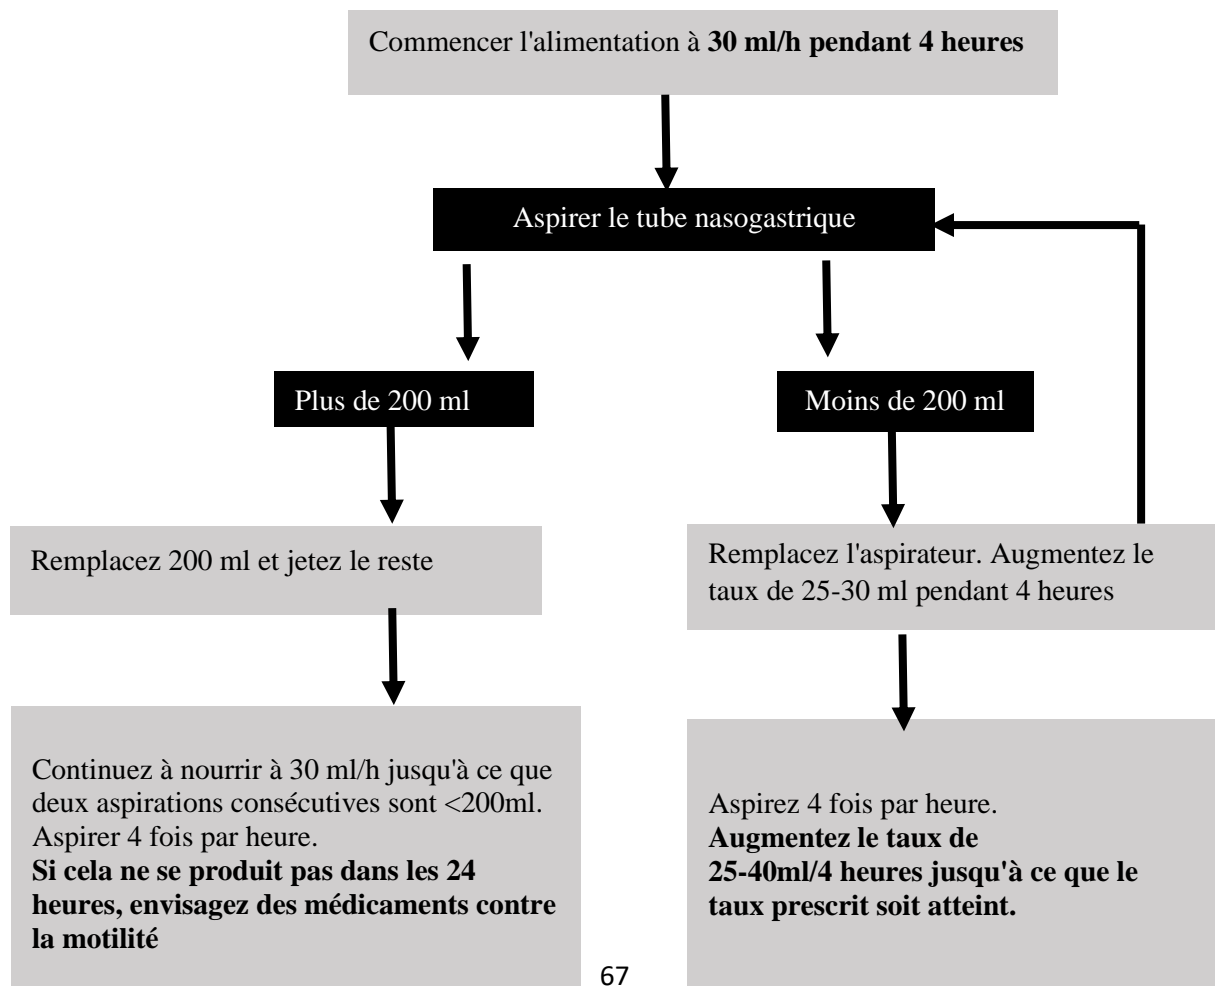 Commencer l'alimentation à 30 ml/h pendant 4 heures
Aspirer le tube nasogastrique
Plus de 200 ml
Moins de 200 ml
Remplacez 200 ml et jetez le reste
Remplacez l'aspirateur. Augmentez le
taux de 25-30 ml pendant 4 heures
Continuez à nourrir à 30 ml/h jusqu'à ce que
deux aspirations consécutives sont <200ml.
Aspirer 4 fois par heure.
Si cela ne se produit pas dans les 24
heures, envisagez des médicaments contre
la motilité
Aspirez 4 fois par heure.
Augmentez le taux de
25-40ml/4 heures jusqu'à ce que le
taux prescrit soit atteint.
67